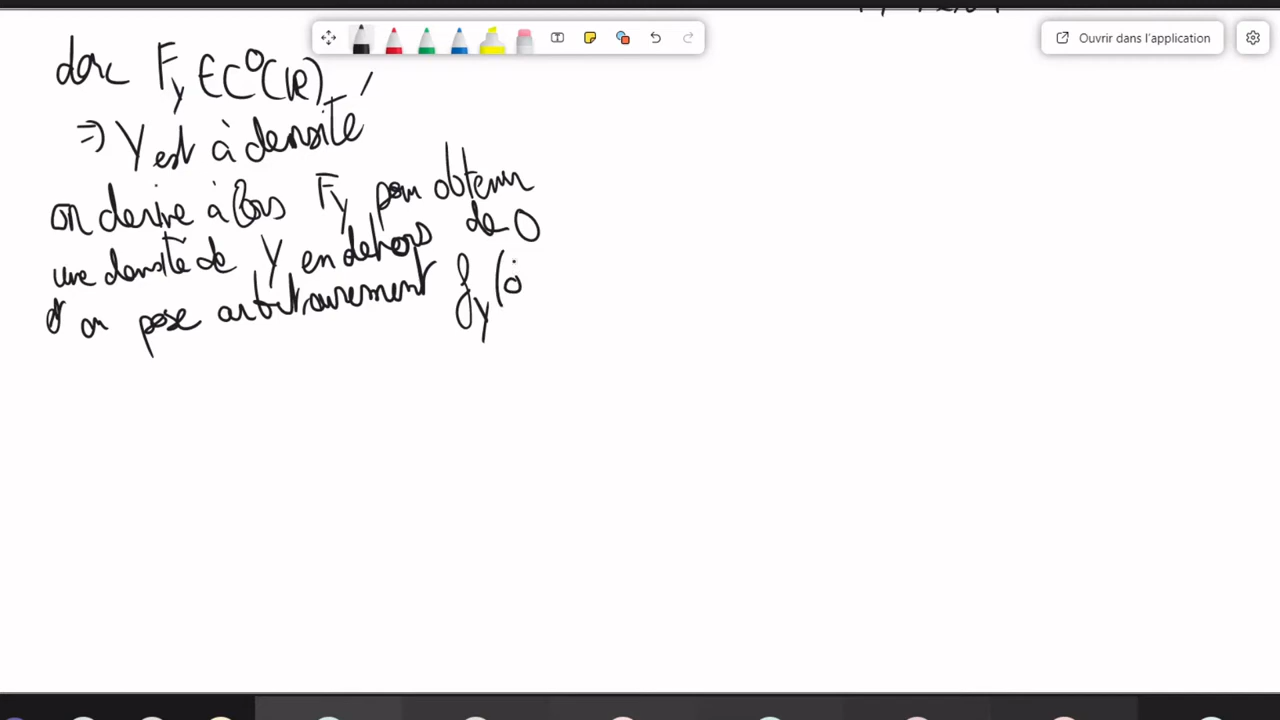 Ouvrir dans l'application
donc F_Y ∈ C⁰(ℝ)
⇒ Y est à densité
on derive alors F_Y pour obtenir
une densité de Y en dehors de 0
et on pose arbitrairement f_Y(0